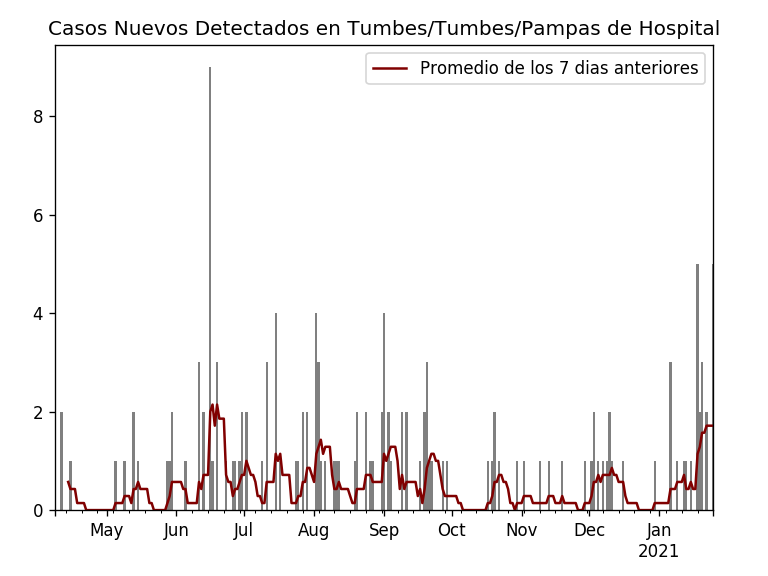 Casos Nuevos Detectados en Tumbes/Tumbes/Pampas de Hospital
Promedio de los 7 dias anteriores
8
6
4
2
0
May Jun Jul Aug Sep Oct Nov Dec Jan
2021